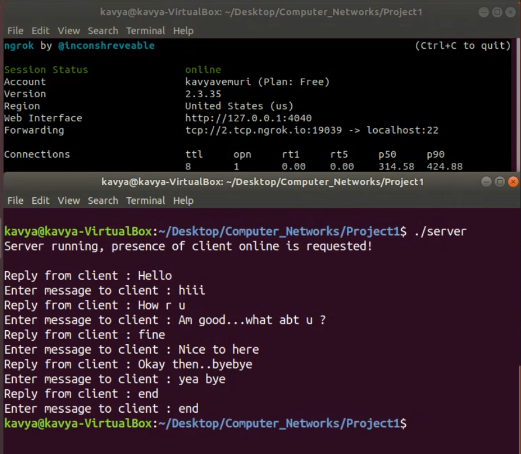 kavya@kavya-VirtualBox: ~/Desktop/Computer_Networks/Project1
File Edit View Search Terminal Help
ngrok by @inconshreveable (Ctrl+C to quit)
Session Status online
Account kavyavemuri (Plan: Free)
Version 2.3.35
Region United States (us)
Web Interface http://127.0.0.1:4040
Forwarding tcp://2.tcp.ngrok.io:19039 -> localhost:22
Connections ttl opn rt1 rt5 p50 p90
8 1 0.00 0.00 314.58 424.88
kavya@kavya-VirtualBox: ~/Desktop/Computer_Networks/Project1
File Edit View Search Terminal Help
kavya@kavya-VirtualBox:~/Desktop/Computer_Networks/Project1$ ./server
Server running, presence of client online is requested!
Reply from client : Hello
Enter message to client : hiii
Reply from client : How r u
Enter message to client : Am good...what abt u ?
Reply from client : fine
Enter message to client : Nice to here
Reply from client : Okay then..byebye
Enter message to client : yea bye
Reply from client : end
Enter message to client : end
kavya@kavya-VirtualBox:~/Desktop/Computer_Networks/Project1$